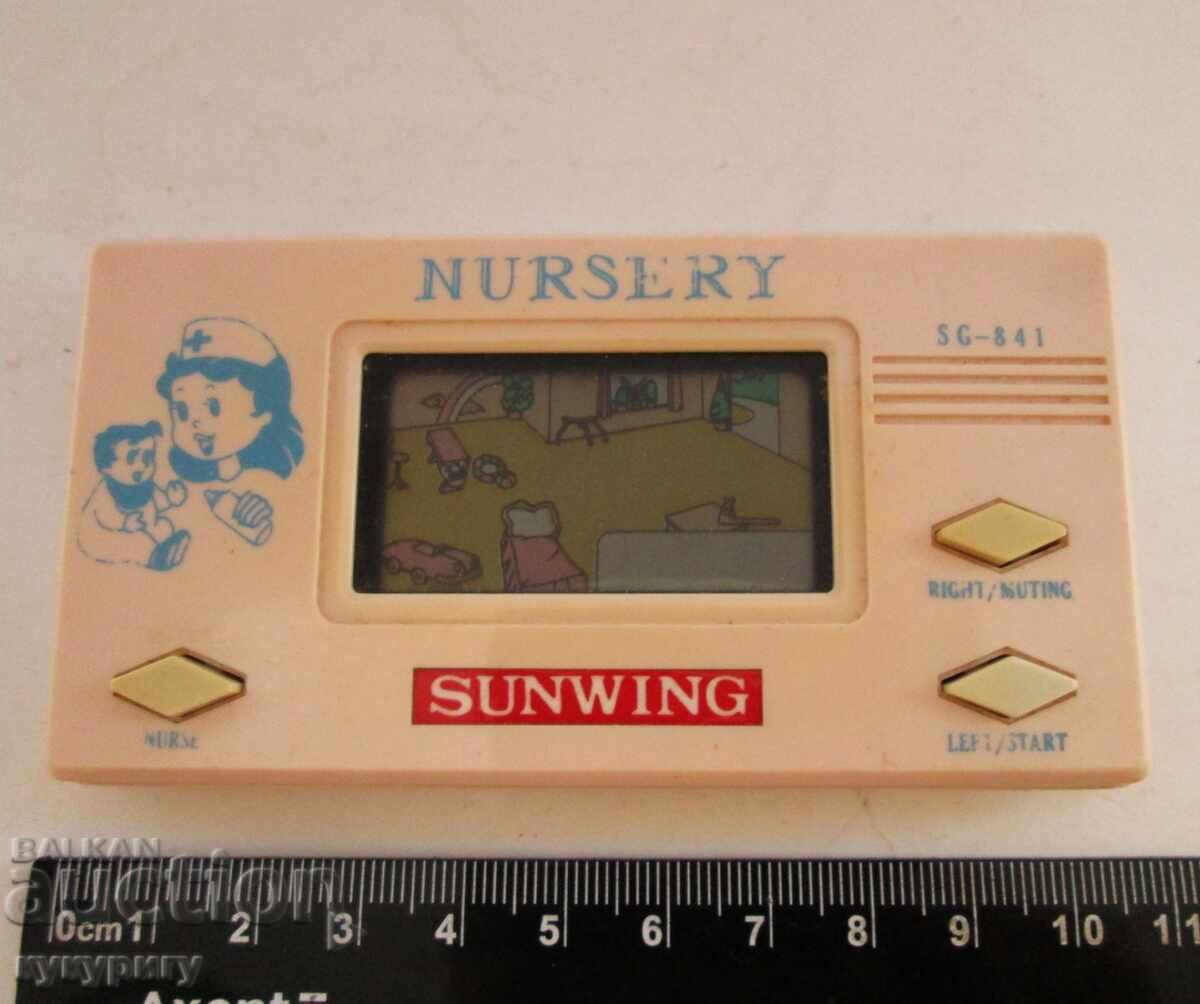 NURSERY
SG-841
RIGHT/MUTING
SUNWING
NURSE
LEFT/START
BALKAN
auction
0cm 1 2 3 4 5 6 7 8 9 10 11
кукуригу